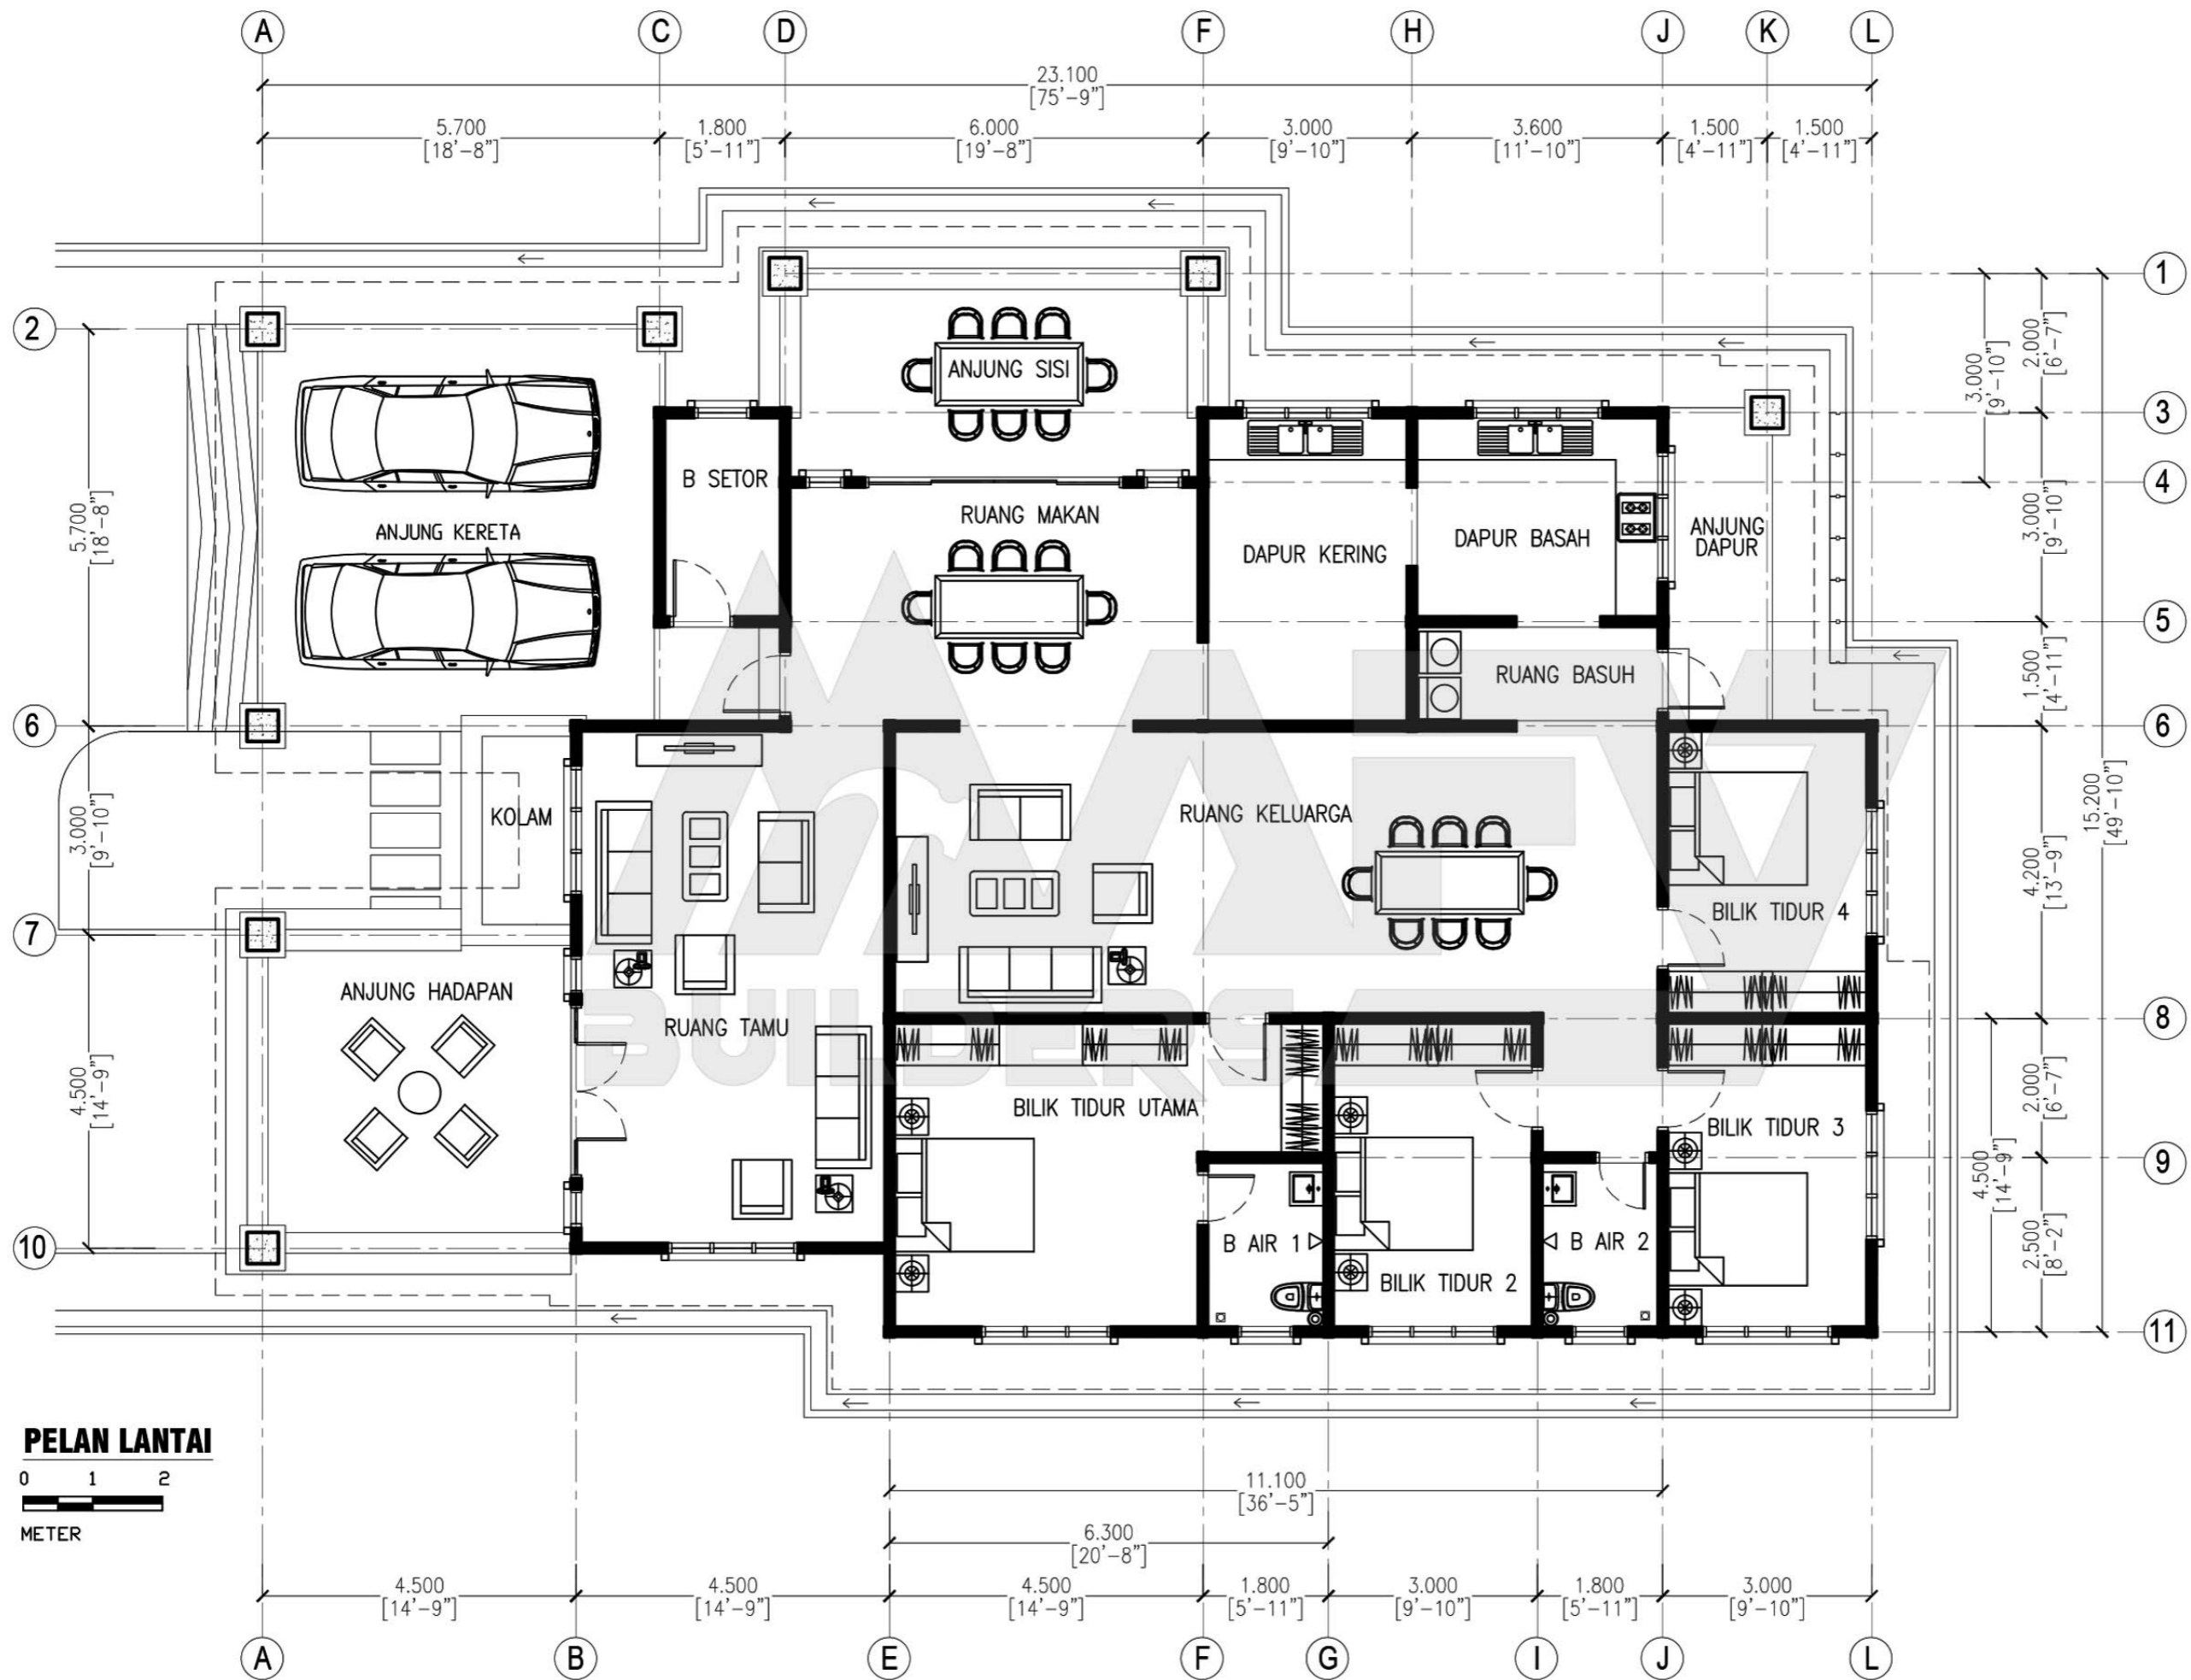 A C D F H J K L
23.100
[75'-9"]
5.700 1.800 6.000 3.000 3.600 1.500 1.500
[18'-8"] [5'-11"] [19'-8"] [9'-10"] [11'-10"] [4'-11"] [4'-11"]
1
2
3
4
5
6
6
7
8
9
10
11
5.700
[18'-8"]
3.000
[9'-10"]
4.500
[14'-9"]
3.000
[9'-10"]
2.000
[6'-7"]
3.000
[9'-10"]
1.500
[4'-11"]
4.200
[13'-9"]
15.200
[49'-10"]
4.500
[14'-9"]
2.000
[6'-7"]
2.500
[8'-2"]
ANJUNG SISI
B SETOR
RUANG MAKAN
ANJUNG KERETA
DAPUR KERING
DAPUR BASAH
ANJUNG
DAPUR
RUANG BASUH
KOLAM
RUANG KELUARGA
BILIK TIDUR 4
ANJUNG HADAPAN
RUANG TAMU
BILIK TIDUR UTAMA
BILIK TIDUR 3
B AIR 1
B AIR 2
BILIK TIDUR 2
BUILDERS
PELAN LANTAI
0 1 2
METER
11.100
[36'-5"]
6.300
[20'-8"]
4.500 4.500 4.500 1.800 3.000 1.800 3.000
[14'-9"] [14'-9"] [14'-9"] [5'-11"] [9'-10"] [5'-11"] [9'-10"]
A B E F G I J L